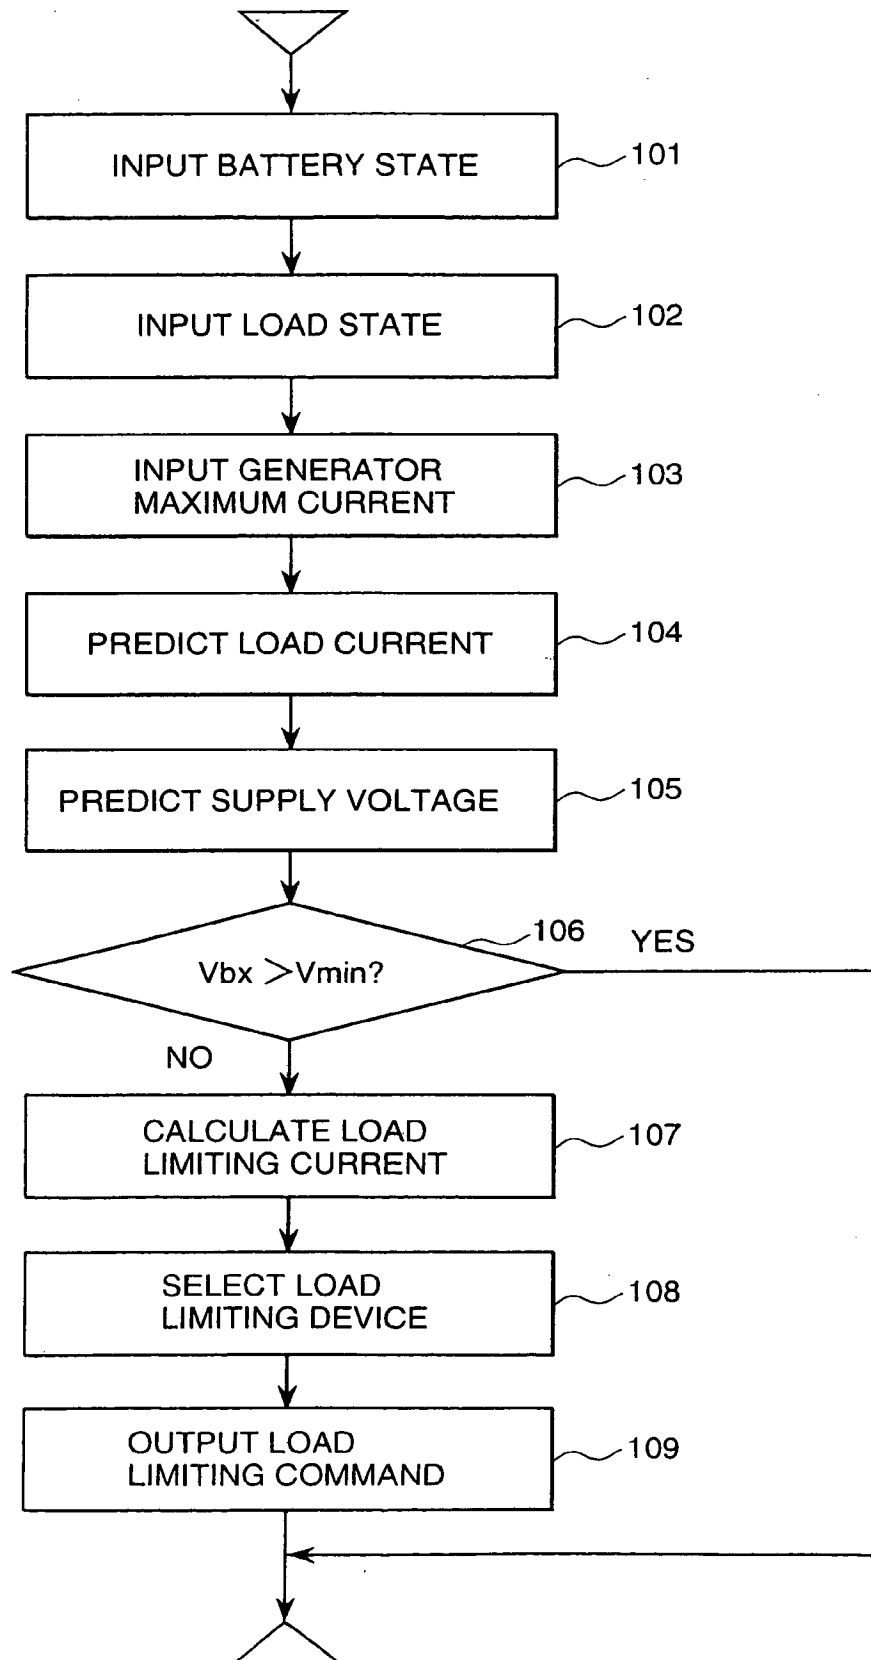 INPUT BATTERY STATE
101
INPUT LOAD STATE
102
INPUT GENERATOR
MAXIMUM CURRENT
103
PREDICT LOAD CURRENT
104
PREDICT SUPPLY VOLTAGE
105
106
YES
Vbx >Vmin?
NO
CALCULATE LOAD
LIMITING CURRENT
107
SELECT LOAD
LIMITING DEVICE
108
OUTPUT LOAD
LIMITING COMMAND
109